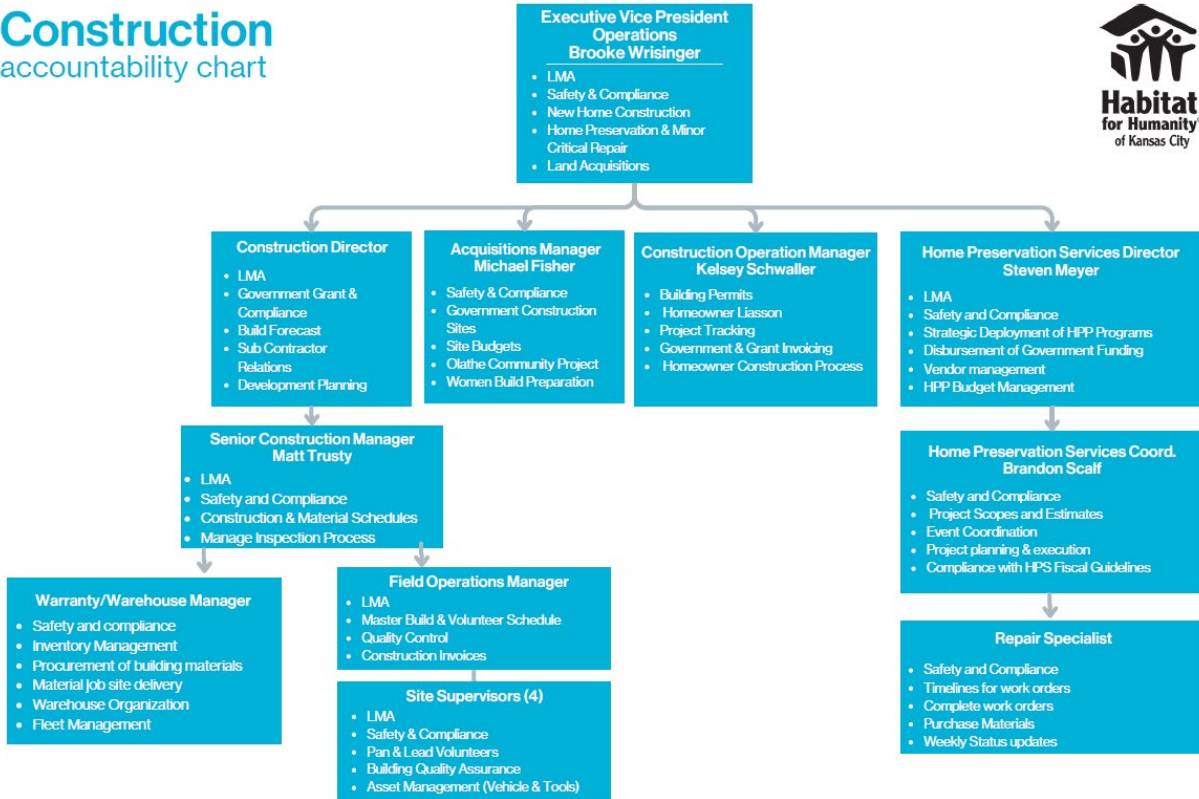 Construction
accountability chart
Executive Vice President
Operations
Brooke Wrisinger
• LMA
• Safety & Compliance
• New Home Construction
• Home Preservation & Minor
Critical Repair
• Land Acquisitions
Habitat
for Humanity®
of Kansas City
Construction Director
• LMA
• Government Grant &
Compliance
• Build Forecast
• Sub Contractor
Relations
• Development Planning
Acquisitions Manager
Michael Fisher
• Safety & Compliance
• Government Construction
Sites
• Site Budgets
• Olathe Community Project
• Women Build Preparation
Construction Operation Manager
Kelsey Schwaller
• Building Permits
• Homeowner Liasson
• Project Tracking
• Government & Grant Invoicing
• Homeowner Construction Process
Home Preservation Services Director
Steven Meyer
• LMA
• Safety and Compliance
• Strategic Deployment of HPP Programs
• Disbursement of Government Funding
• Vendor management
• HPP Budget Management
Senior Construction Manager
Matt Trusty
• LMA
• Safety and Compliance
• Construction & Material Schedules
• Manage Inspection Process
Home Preservation Services Coord.
Brandon Scalf
• Safety and Compliance
• Project Scopes and Estimates
• Event Coordination
• Project planning & execution
• Compliance with HPS Fiscal Guidelines
Warranty/Warehouse Manager
• Safety and compliance
• Inventory Management
• Procurement of building materials
• Material job site delivery
• Warehouse Organization
• Fleet Management
Field Operations Manager
• LMA
• Master Build & Volunteer Schedule
• Quality Control
• Construction Invoices
Repair Specialist
• Safety and Compliance
• Timelines for work orders
• Complete work orders
• Purchase Materials
• Weekly Status updates
Site Supervisors (4)
• LMA
• Safety & Compliance
• Pan & Lead Volunteers
• Building Quality Assurance
• Asset Management (Vehicle & Tools)